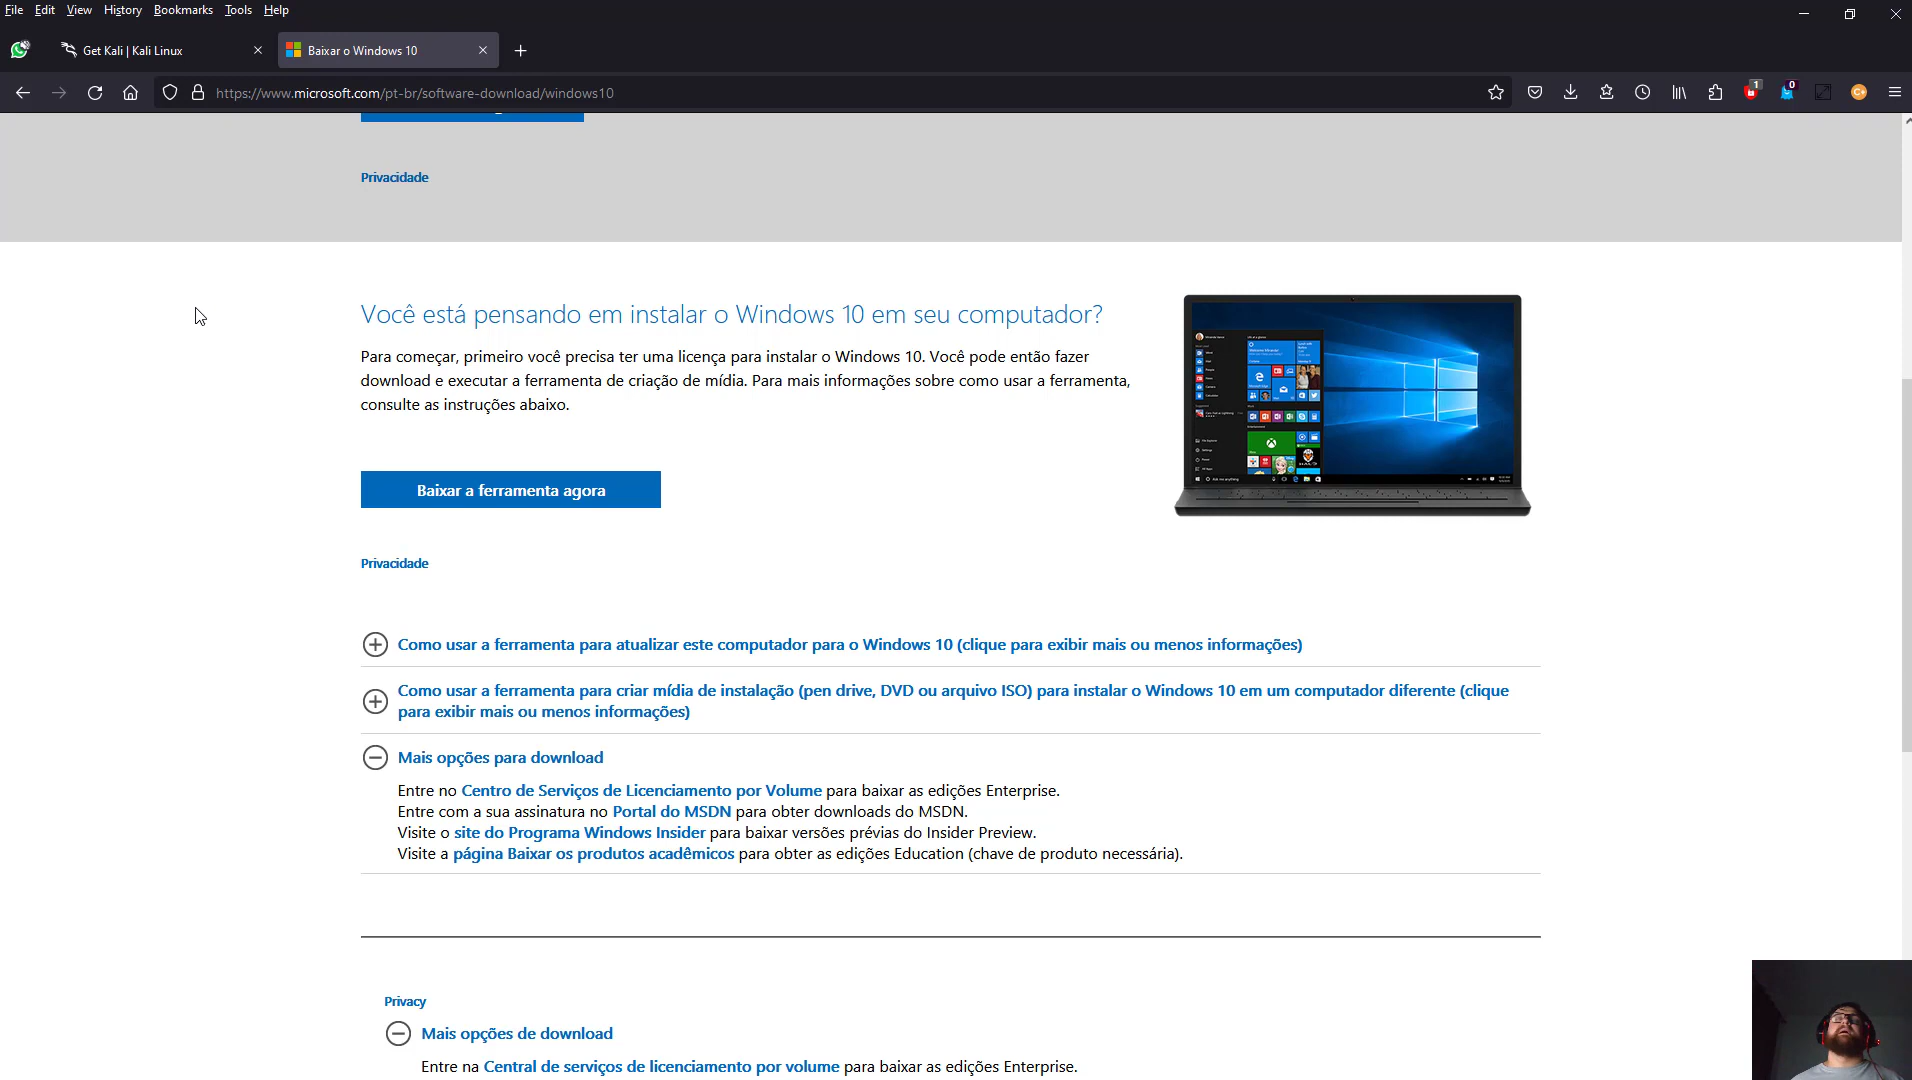 File Edit View History Bookmarks Tools Help
Get Kali | Kali Linux
Baixar o Windows 10
https://www.microsoft.com/pt-br/software-download/windows10
1
0
C+
Privacidade
Você está pensando em instalar o Windows 10 em seu computador?
Para começar, primeiro você precisa ter uma licença para instalar o Windows 10. Você pode então fazer
download e executar a ferramenta de criação de mídia. Para mais informações sobre como usar a ferramenta,
consulte as instruções abaixo.
Baixar a ferramenta agora
Privacidade
Como usar a ferramenta para atualizar este computador para o Windows 10 (clique para exibir mais ou menos informações)
Como usar a ferramenta para criar mídia de instalação (pen drive, DVD ou arquivo ISO) para instalar o Windows 10 em um computador diferente (clique
para exibir mais ou menos informações)
Mais opções para download
Entre no Centro de Serviços de Licenciamento por Volume para baixar as edições Enterprise.
Entre com a sua assinatura no Portal do MSDN para obter downloads do MSDN.
Visite o site do Programa Windows Insider para baixar versões prévias do Insider Preview.
Visite a página Baixar os produtos acadêmicos para obter as edições Education (chave de produto necessária).
Privacy
Mais opções de download
Entre na Central de serviços de licenciamento por volume para baixar as edições Enterprise.